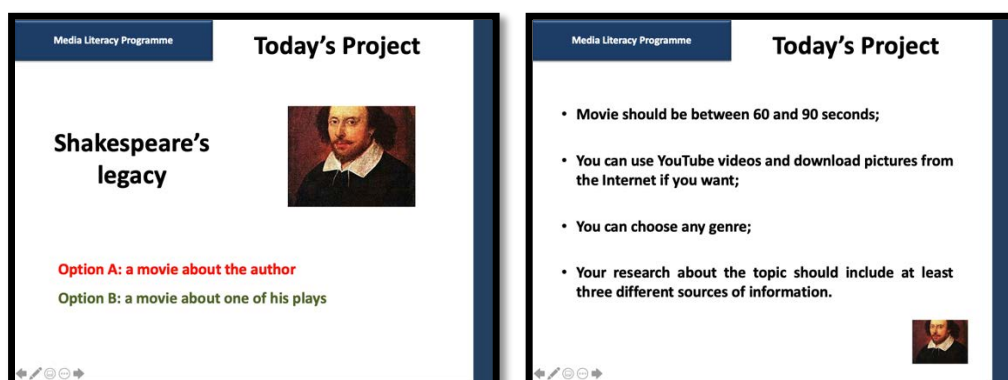 Media Literacy Programme
Today's Project
Shakespeare's
legacy
Option A: a movie about the author
Option B: a movie about one of his plays
Media Literacy Programme
Today's Project
• Movie should be between 60 and 90 seconds;
• You can use YouTube videos and download pictures from
the Internet if you want;
• You can choose any genre;
• Your research about the topic should include at least
three different sources of information.